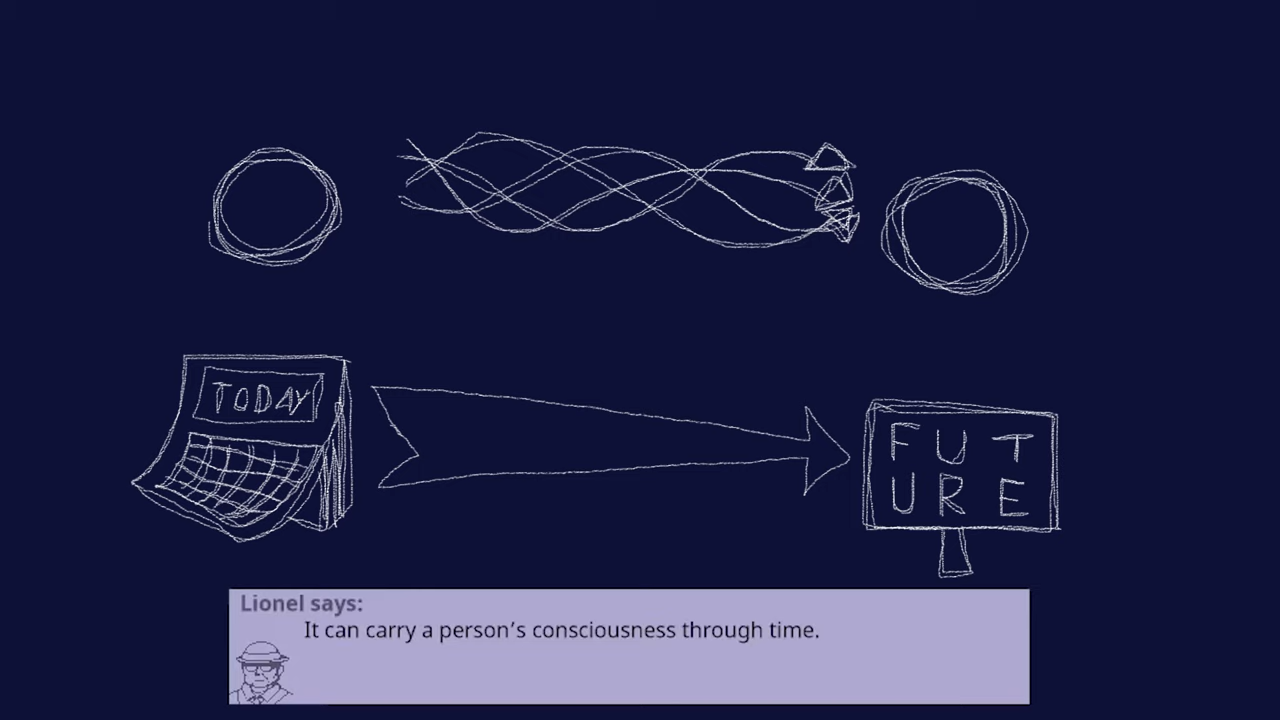 TODAY
FUT
URE
Lionel says:
It can carry a person's consciousness through time.